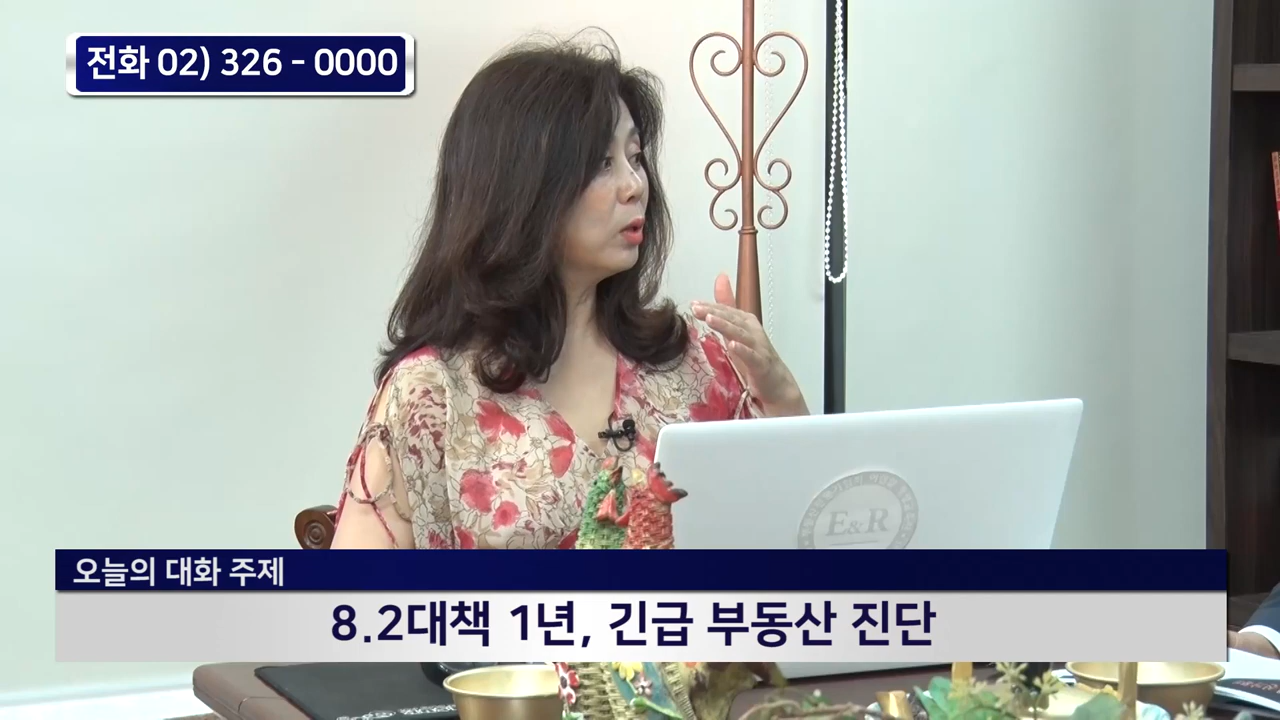 전화 02) 326 - 0000
E&R
오늘의 대화 주제
8.2대책 1년, 긴급 부동산 진단